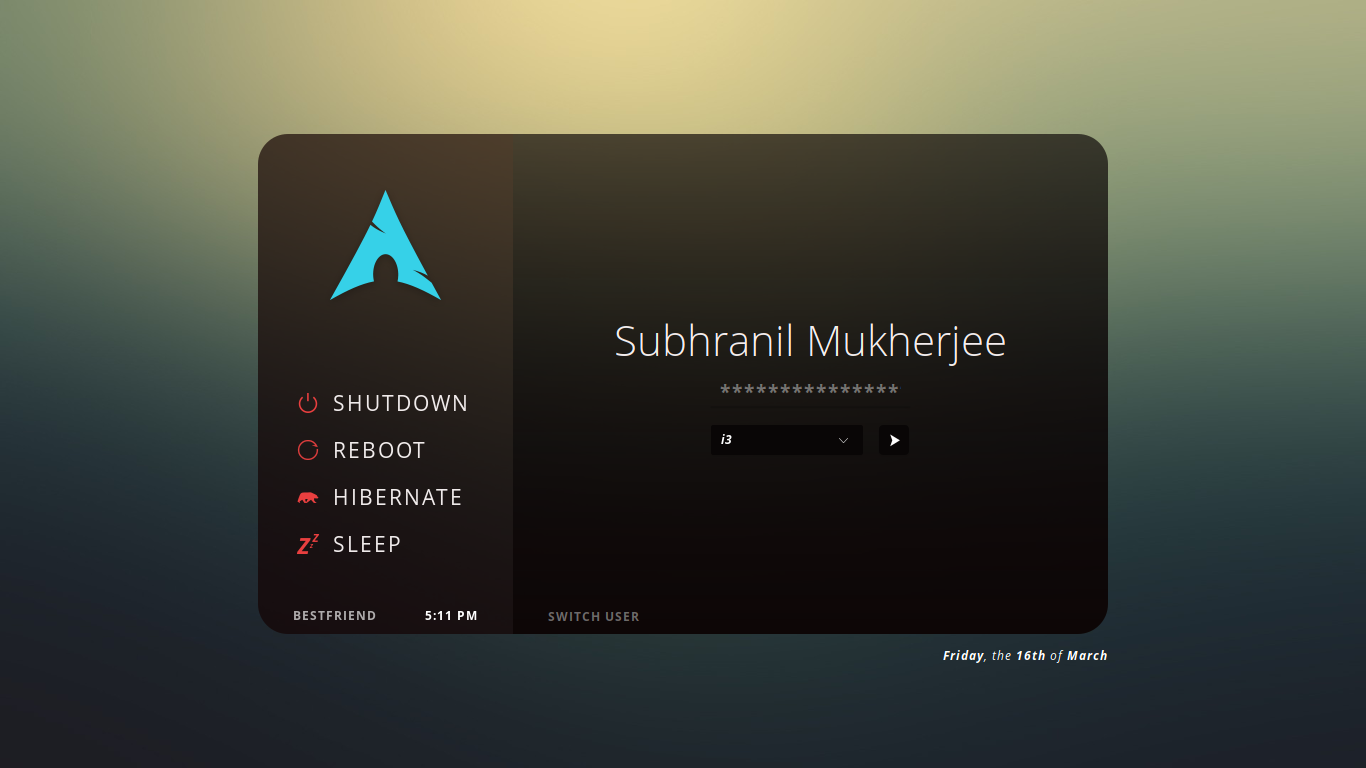 Subhranil Mukherjee
***************
i3
SHUTDOWN
REBOOT
HIBERNATE
SLEEP
BESTFRIEND 5:11 PM
SWITCH USER
Friday, the 16th of March